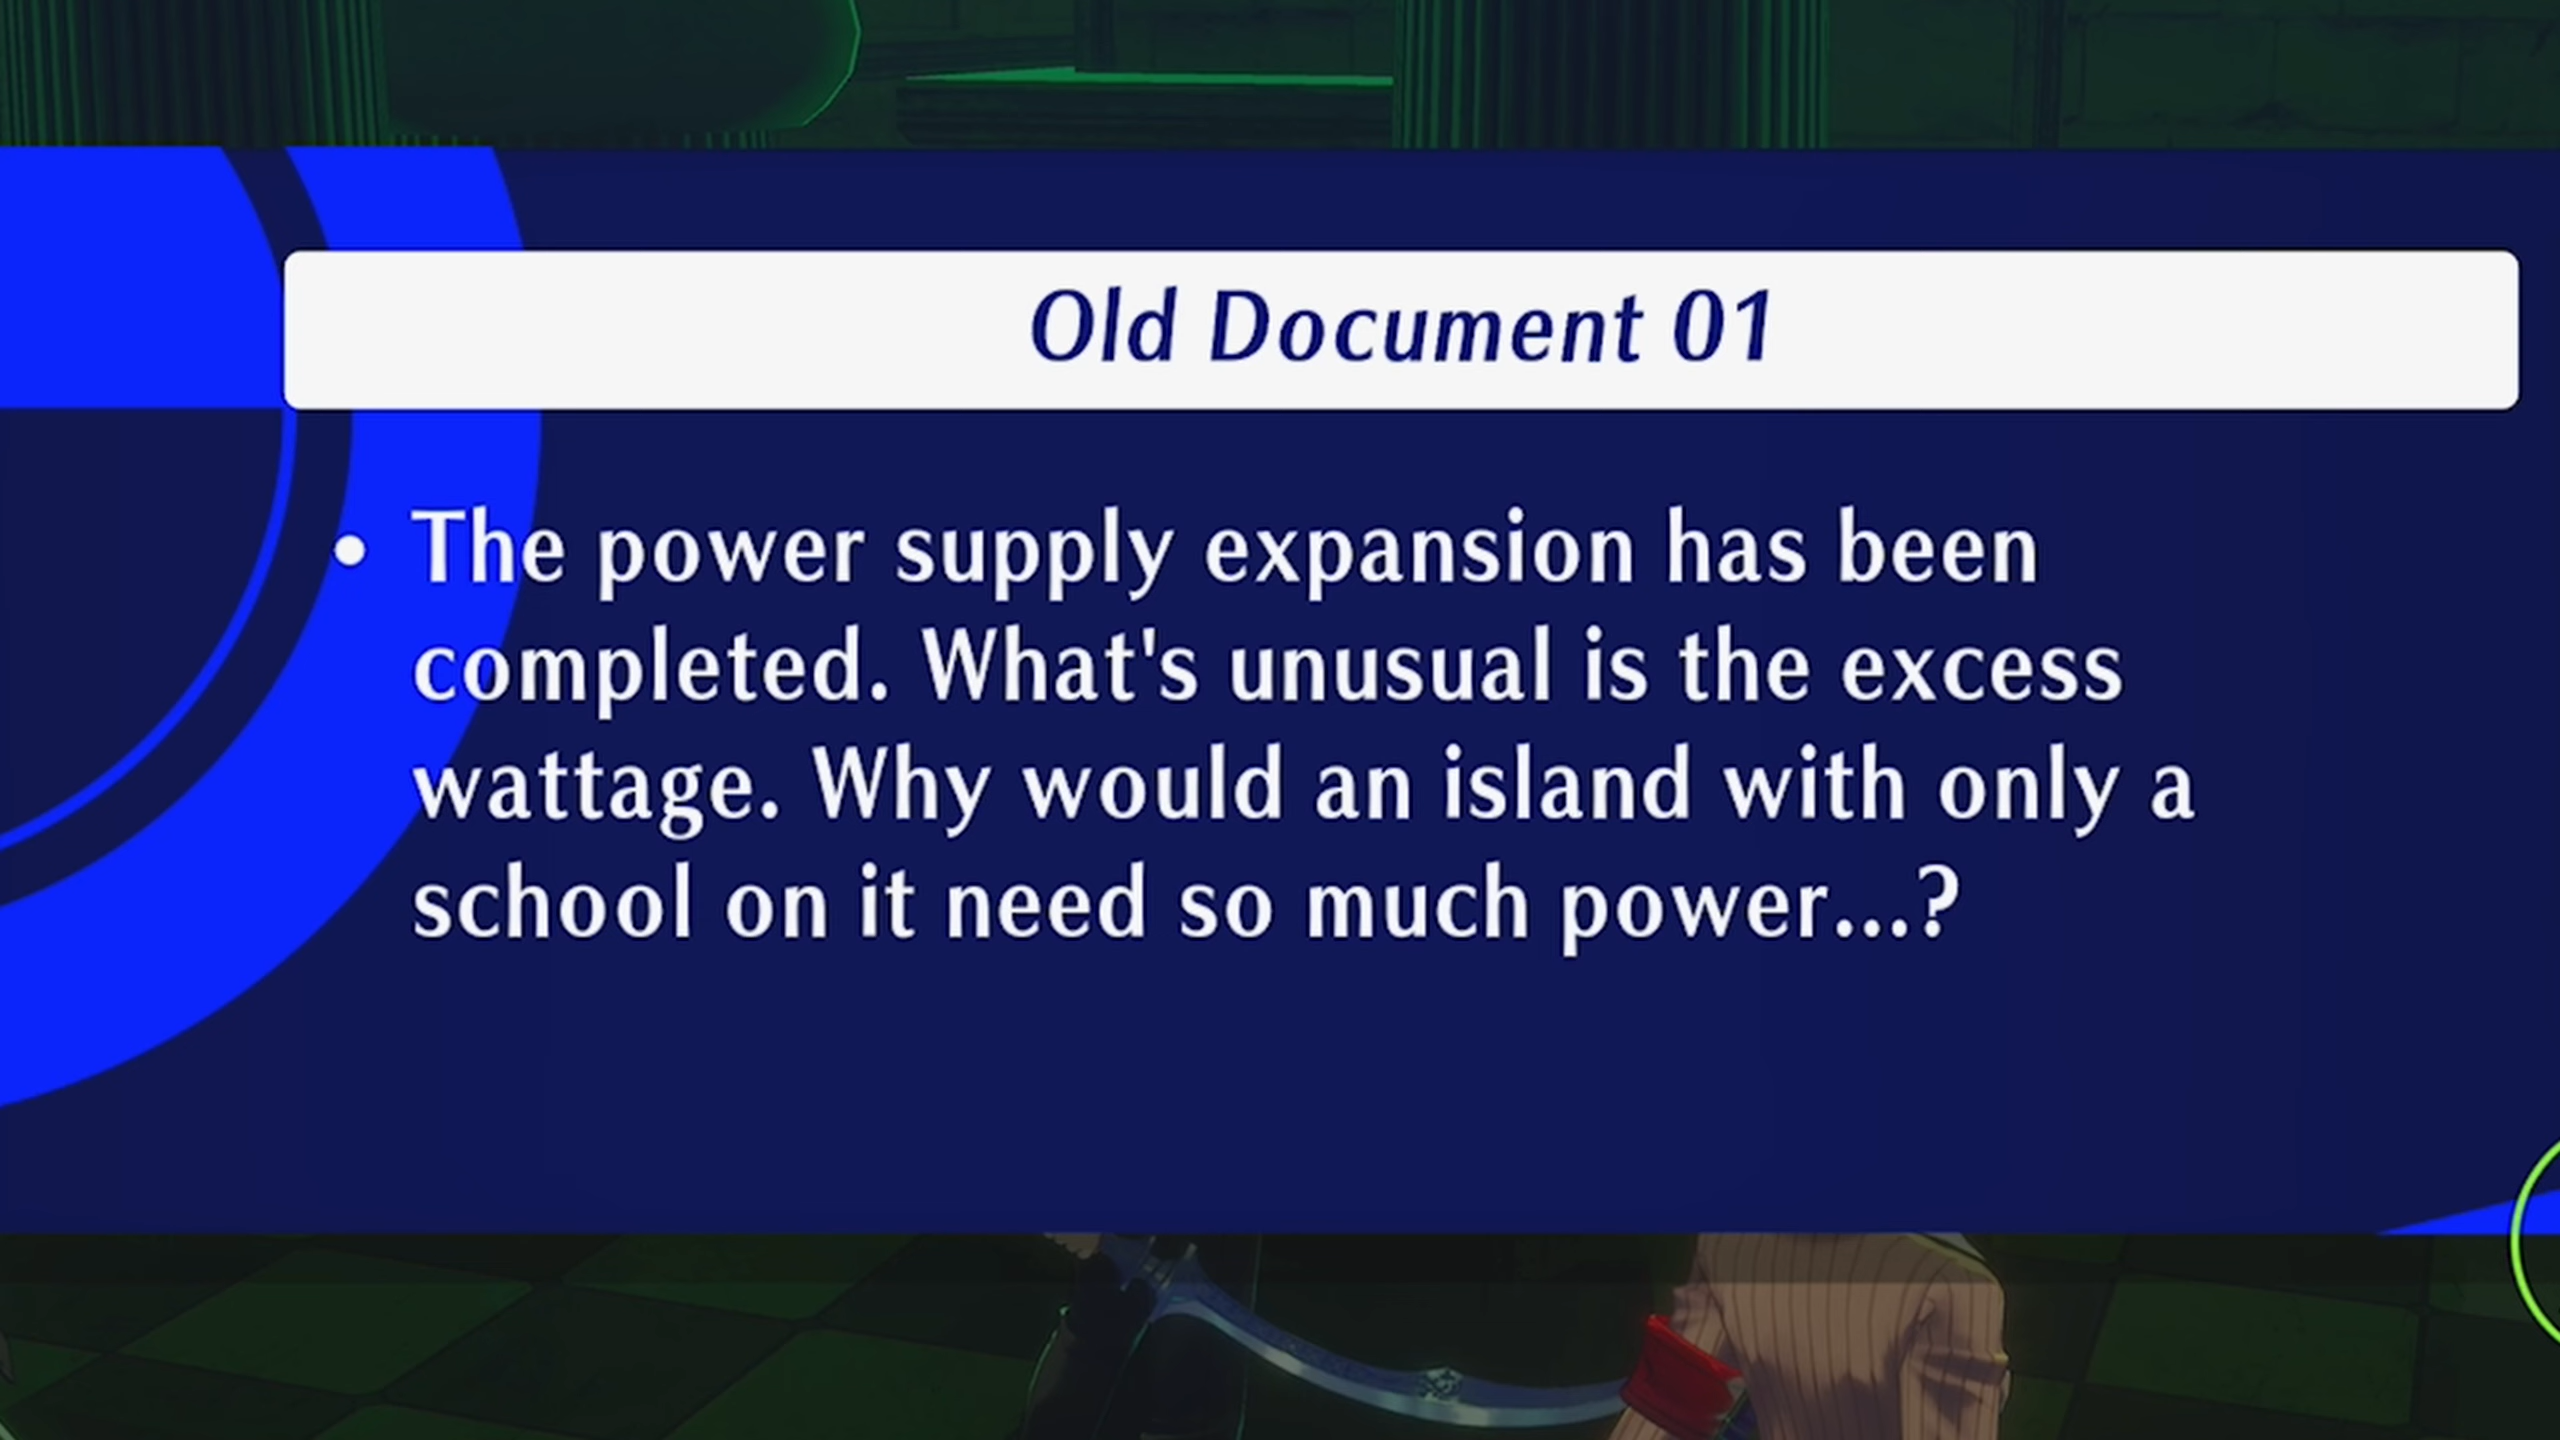 Old Document 01
• The power supply expansion has been
completed. What's unusual is the excess
wattage. Why would an island with only a
school on it need so much power...?